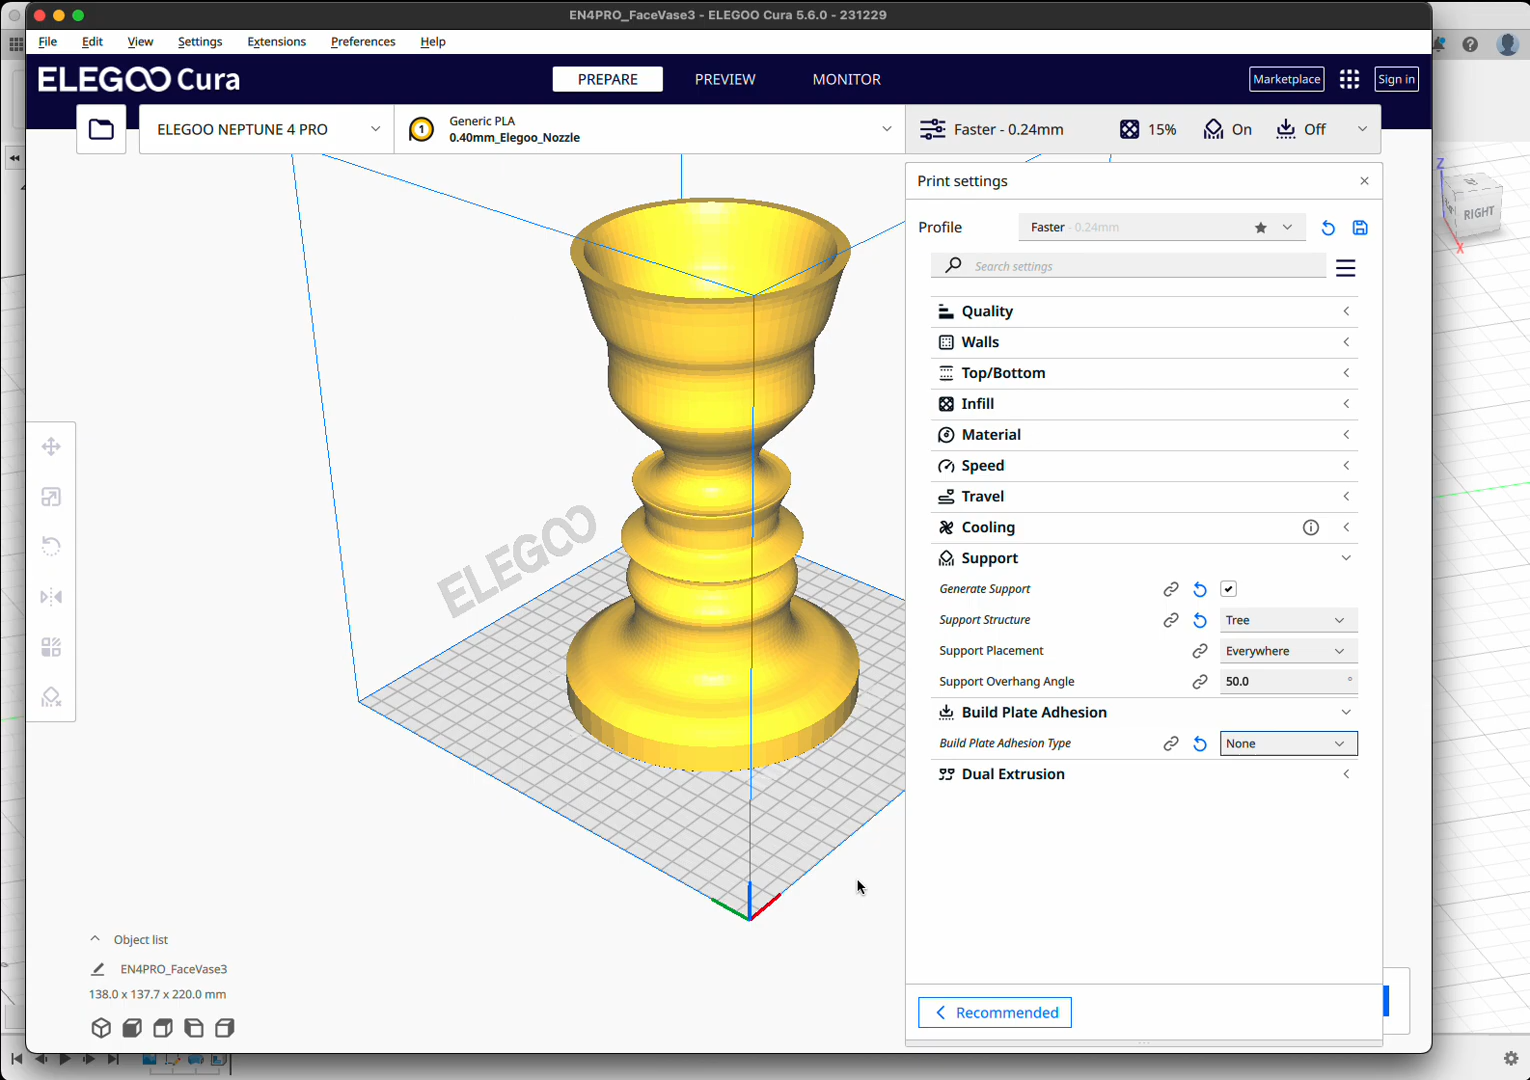 EN4PRO_FaceVase3 - ELEGOO Cura 5.6.0 - 231229
File Edit View Settings Extensions Preferences Help
ELEGOO Cura PREPARE PREVIEW MONITOR Marketplace Sign in
ELEGOO NEPTUNE 4 PRO
1
Generic PLA
0.40mm_Elegoo_Nozzle
Faster - 0.24mm 15% On Off
Print settings
Profile Faster - 0.24mm
Search settings
Quality
Walls
Top/Bottom
Infill
Material
Speed
Travel
Cooling
Support
Generate Support
Support Structure Tree
Support Placement Everywhere
Support Overhang Angle 50.0 °
Build Plate Adhesion
Build Plate Adhesion Type None
Dual Extrusion
Recommended
ELEGOO
Object list
EN4PRO_FaceVase3
138.0 x 137.7 x 220.0 mm
Z
RIGHT
X